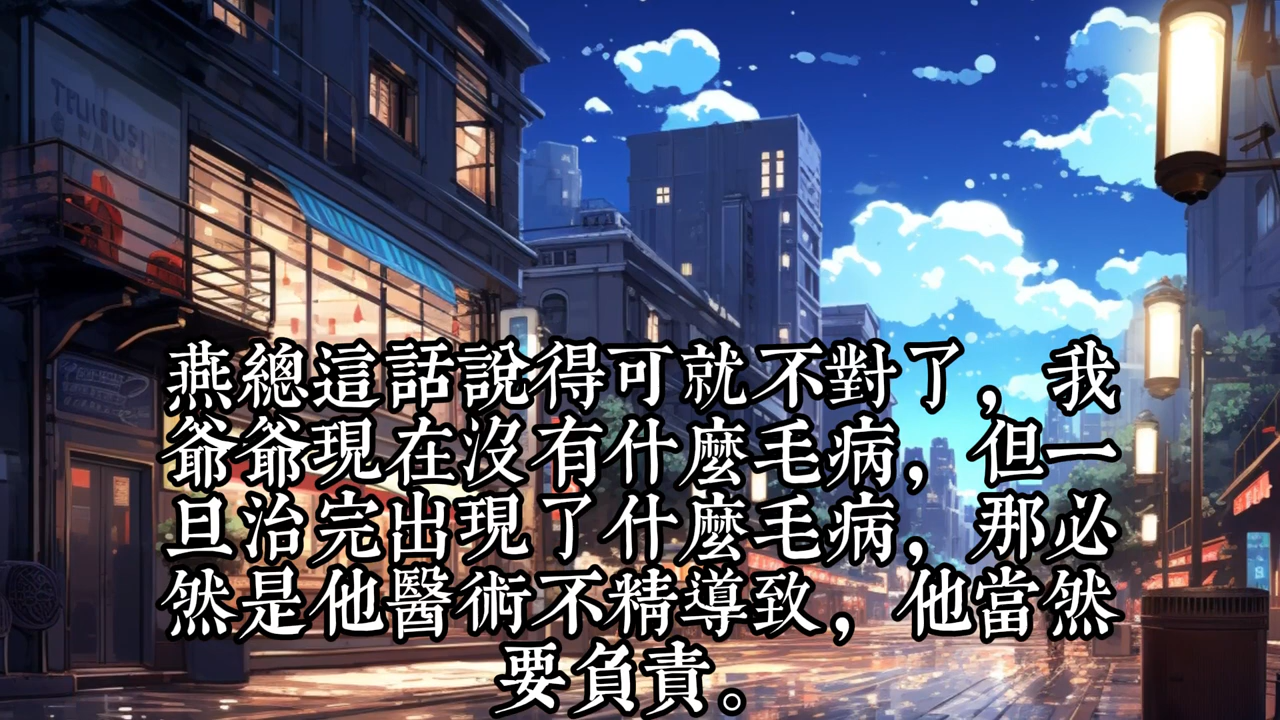 燕總這話說得可就不對了，我
爺爺現在沒有什麼毛病，但一
旦治完出現了什麼毛病，那必
然是他醫術不精導致，他當然
要負責。